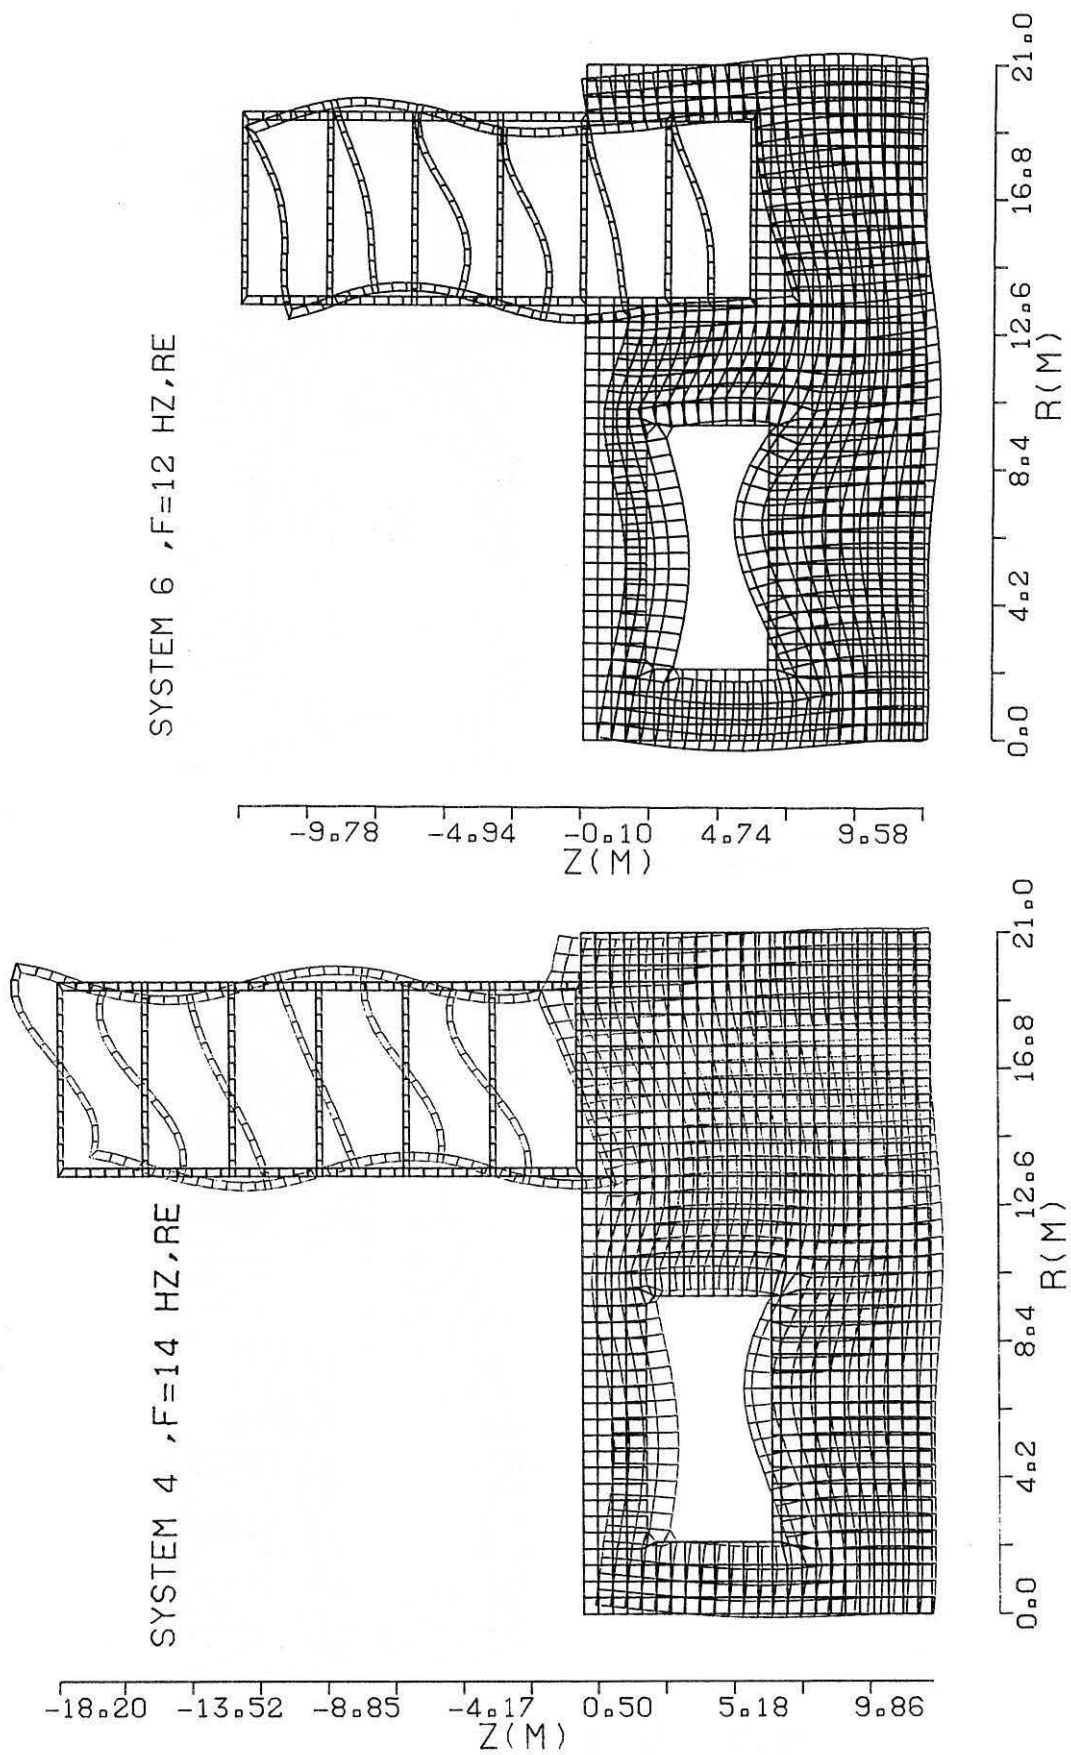 SYSTEM 4 ,F=14 HZ,RE
-18.20 -13.52 -8.85 -4.17 0.50 5.18 9.86
Z(M)
0.0 4.2 8.4 12.6 16.8 21.0
R(M)
SYSTEM 6 ,F=12 HZ,RE
-9.78 -4.94 -0.10 4.74 9.58
Z(M)
0.0 4.2 8.4 12.6 16.8 21.0
R(M)